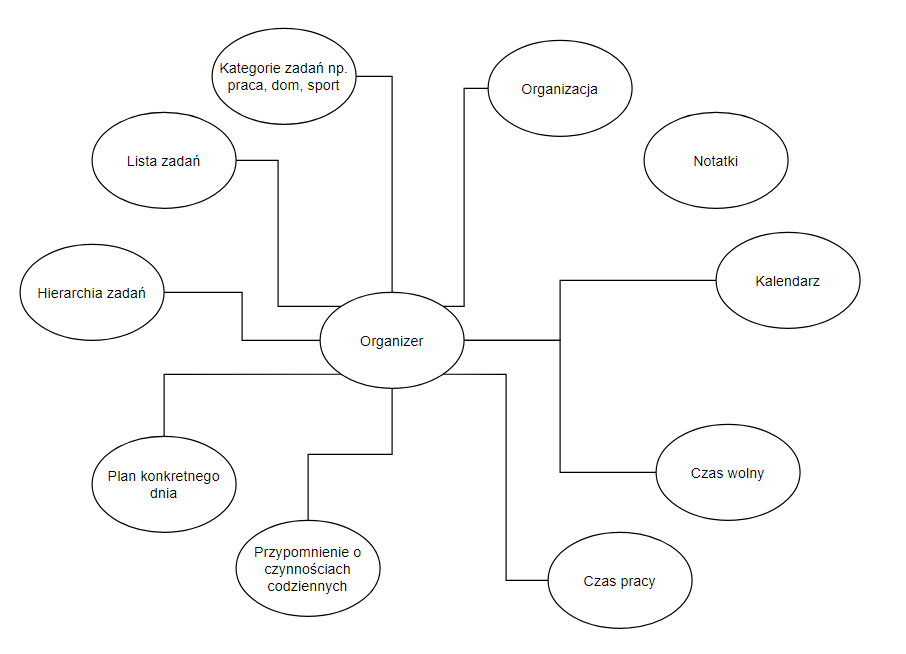 Kategorie zadań np.
praca, dom, sport
Organizacja
Lista zadań
Notatki
Kalendarz
Hierarchia zadań
Organizer
Plan konkretnego
dnia
Czas wolny
Przypomnienie o
czynnościach
codziennych
Czas pracy